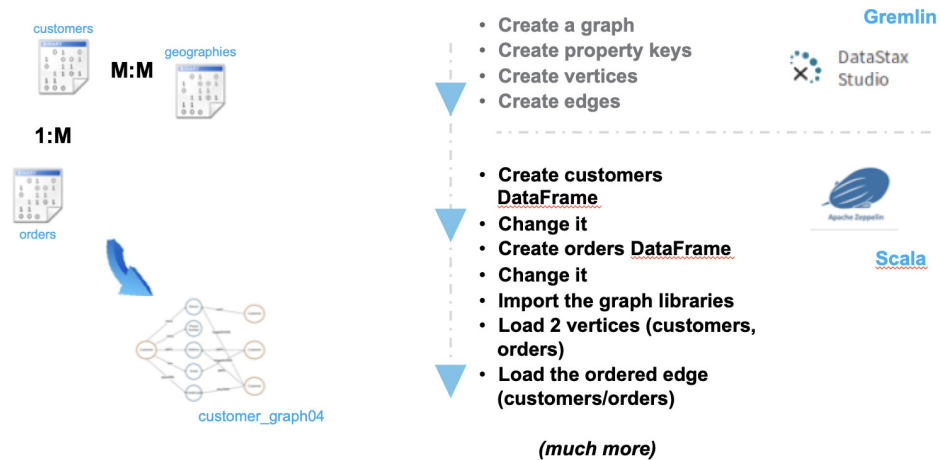 customers
geographies
M:M
1:M
orders
customer_graph04
• Create a graph
• Create property keys
• Create vertices
• Create edges
Gremlin
DataStax
Studio
• Create customers
DataFrame
• Change it
• Create orders DataFrame
• Change it
• Import the graph libraries
• Load 2 vertices (customers,
orders)
• Load the ordered edge
(customers/orders)
(much more)
Apache Zeppelin
Scala